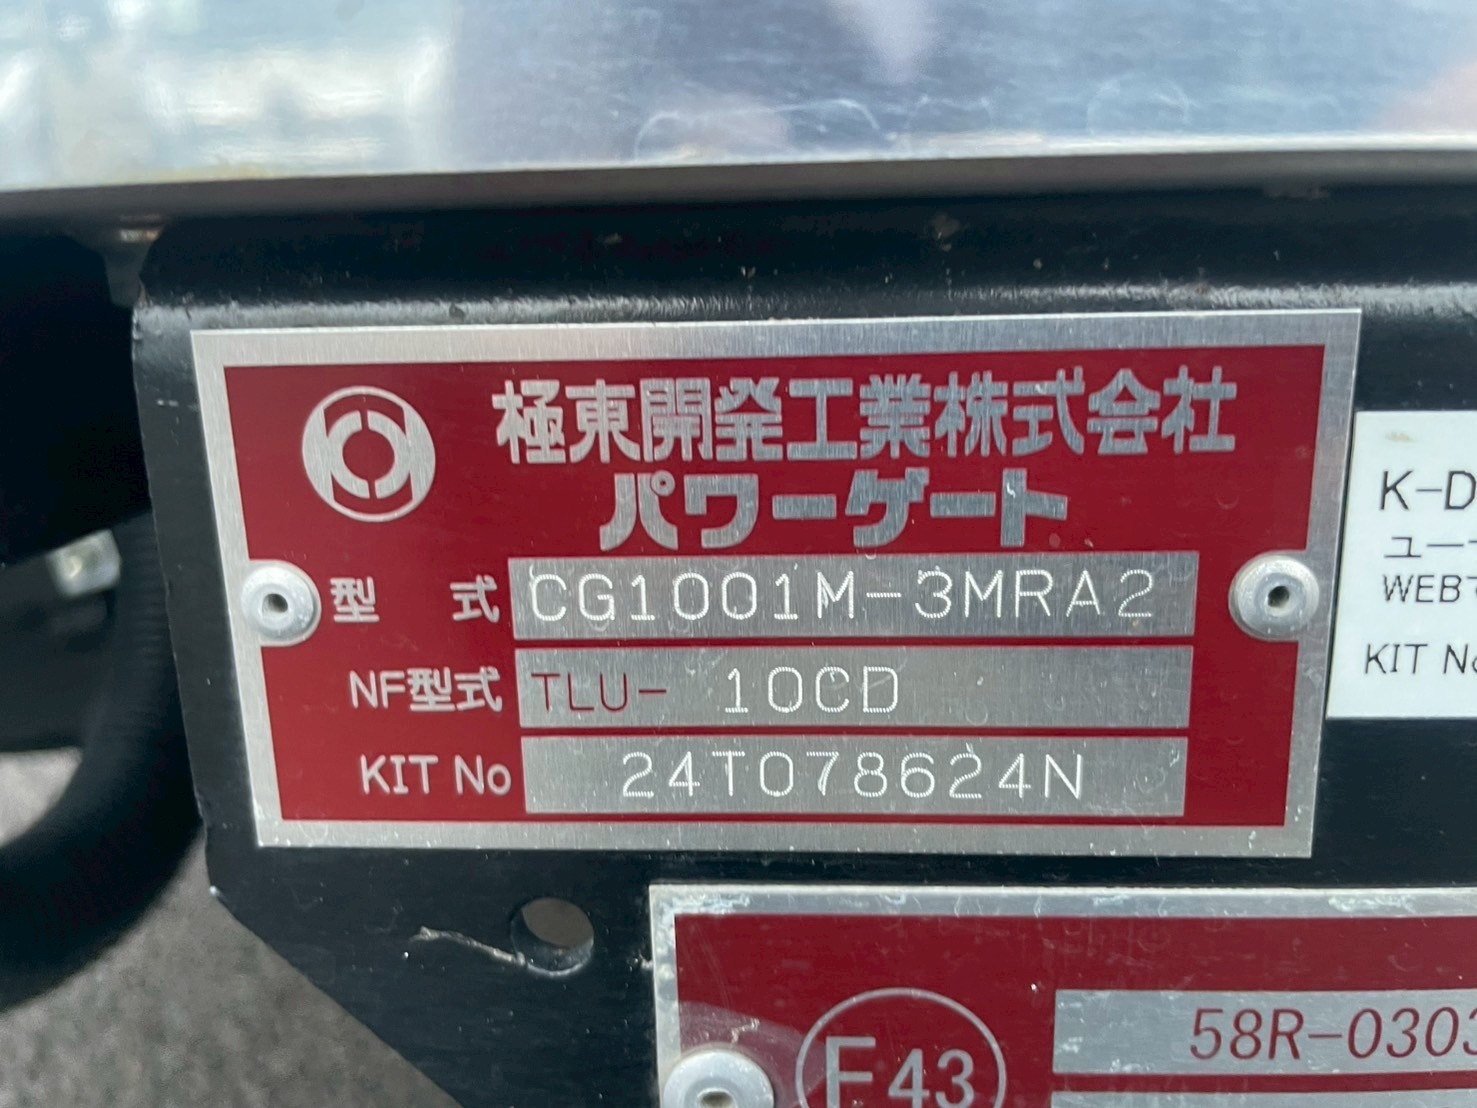 極東開発工業株式会社
パワーゲート
型 式 CG1001M-3MRA2
NF型式 TLU- 10CD
KIT No 24T078624N
K-D
ユー
WEB
KIT No
E43
58R-0303